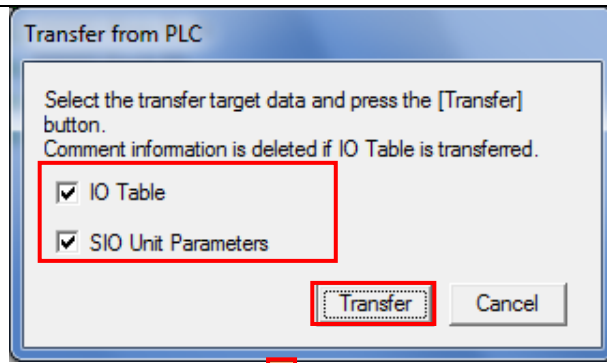 Transfer from PLC
Select the transfer target data and press the [Transfer]
button.
Comment information is deleted if IO Table is transferred.
IO Table
SIO Unit Parameters
Transfer Cancel